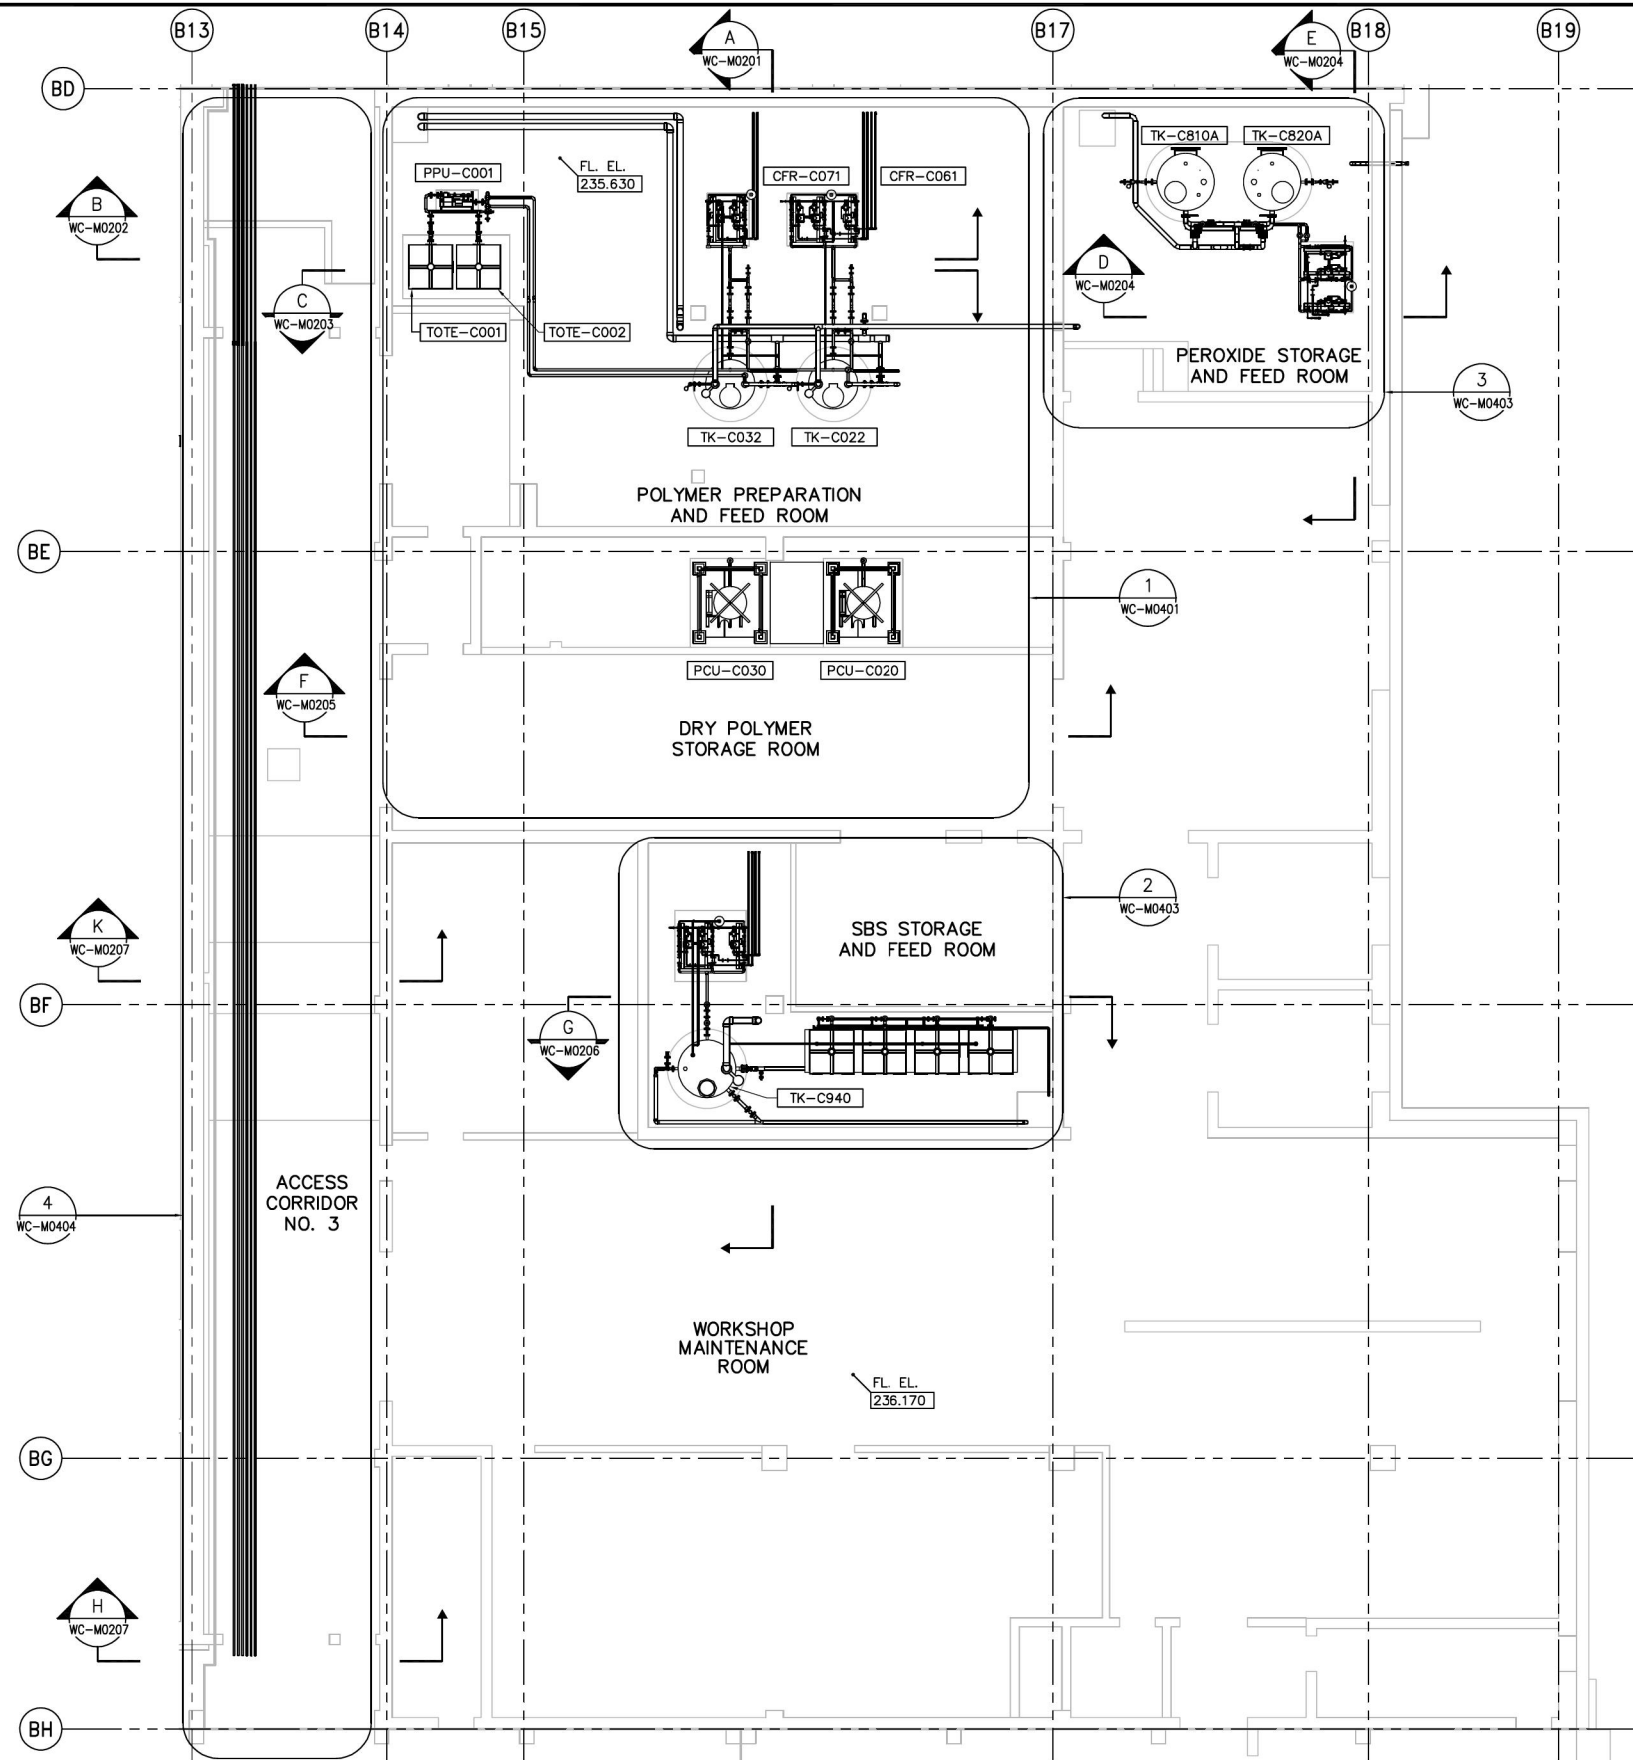 B13
B14
B15
A
WC-M0201
B17
E
WC-M0204
B18
B19
BD
TK-C810A
TK-C820A
PPU-C001
FL. EL.
235.630
CFR-C071
CFR-C061
B
WC-M0202
D
WC-M0204
C
WC-M0203
TOTE-C001
TOTE-C002
PEROXIDE STORAGE
AND FEED ROOM
3
WC-M0403
TK-C032
TK-C022
POLYMER PREPARATION
AND FEED ROOM
BE
1
WC-M0401
PCU-C030
PCU-C020
F
WC-M0205
DRY POLYMER
STORAGE ROOM
2
WC-M0403
K
WC-M0207
SBS STORAGE
AND FEED ROOM
BF
G
WC-M0206
TK-C940
ACCESS
CORRIDOR
NO. 3
4
WC-M0404
WORKSHOP
MAINTENANCE
ROOM
FL. EL.
236.170
BG
H
WC-M0207
BH